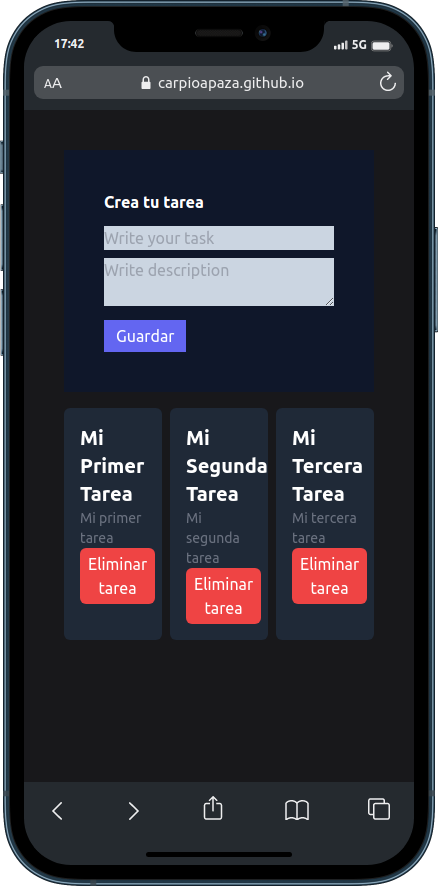 17:42
5G
AA
carpioapaza.github.io
Crea tu tarea
Write your task
Write description
Guardar
Mi
Primer
Tarea
Mi primer
tarea
Eliminar
tarea
Mi
Segunda
Tarea
Mi
segunda
tarea
Eliminar
tarea
Mi
Tercera
Tarea
Mi tercera
tarea
Eliminar
tarea